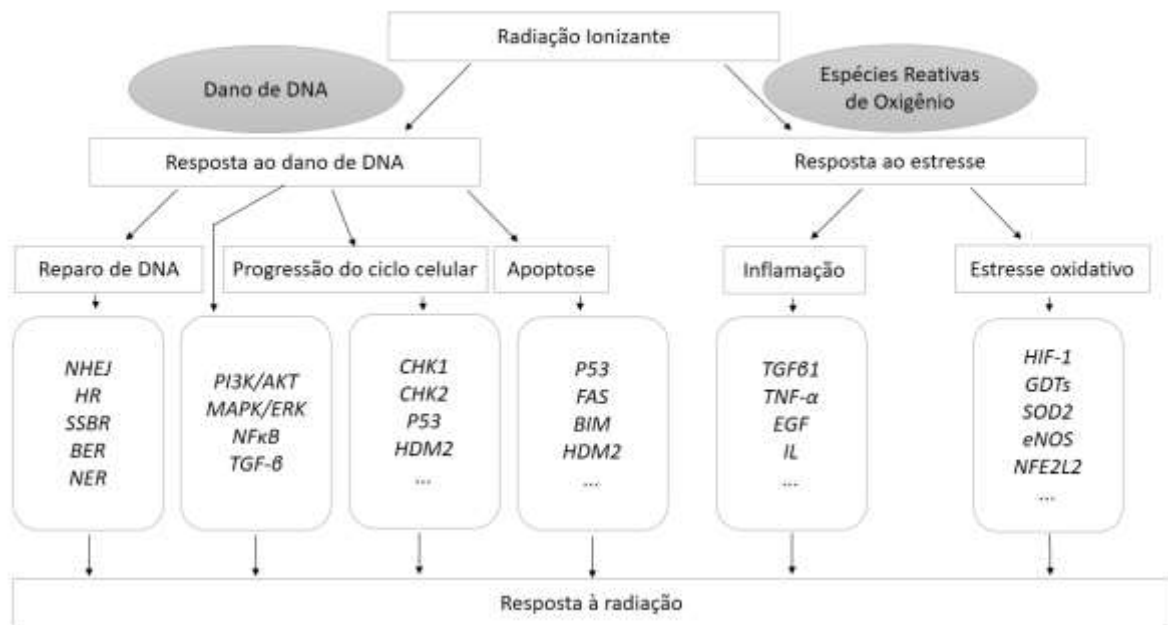 Radiação Ionizante
Dano de DNA
Espécies Reativas
de Oxigênio
Resposta ao dano de DNA
Resposta ao estresse
Reparo de DNA
Progressão do ciclo celular
Apoptose
Inflamação
Estresse oxidativo
NHEJ
HR
SSBR
BER
NER
PI3K/AKT
MAPK/ERK
NFκB
TGF-β
CHK1
CHK2
P53
HDM2
...
P53
FAS
BIM
HDM2
...
TGFβ1
TNF-α
EGF
IL
...
HIF-1
GDTs
SOD2
eNOS
NFE2L2
...
Resposta à radiação